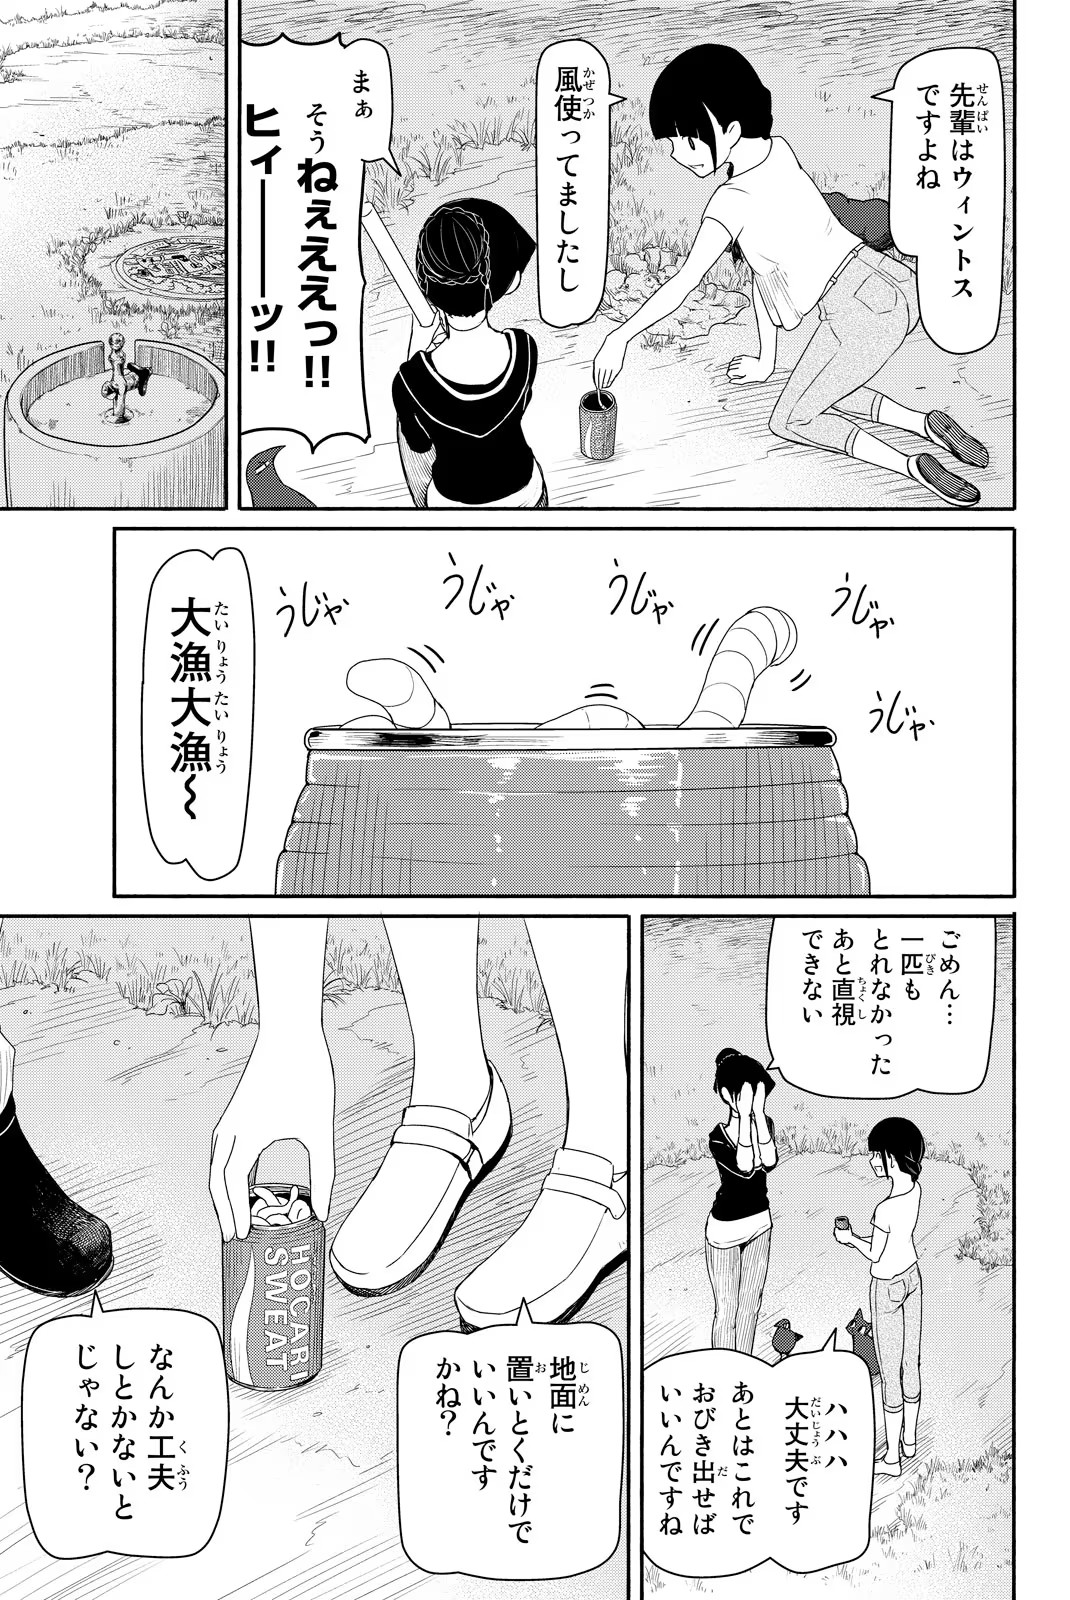 先輩はウィントス
ですよね
風使ってましたし
まぁ
そうねぇええっ!!
ヒィーーーッ!!
うじゃ
うじゃ
うじゃ
うじゃ
うじゃ
大漁大漁～
ごめん…
一匹も
とれなかった
あと直視
できない
ハハハ
大丈夫です
あとはこれで
おびき出せば
いいんですね
地面に
置いとくだけで
いいんです
かね？
HOCARI
SWEAT
なんか工夫
しとかないと
じゃない？